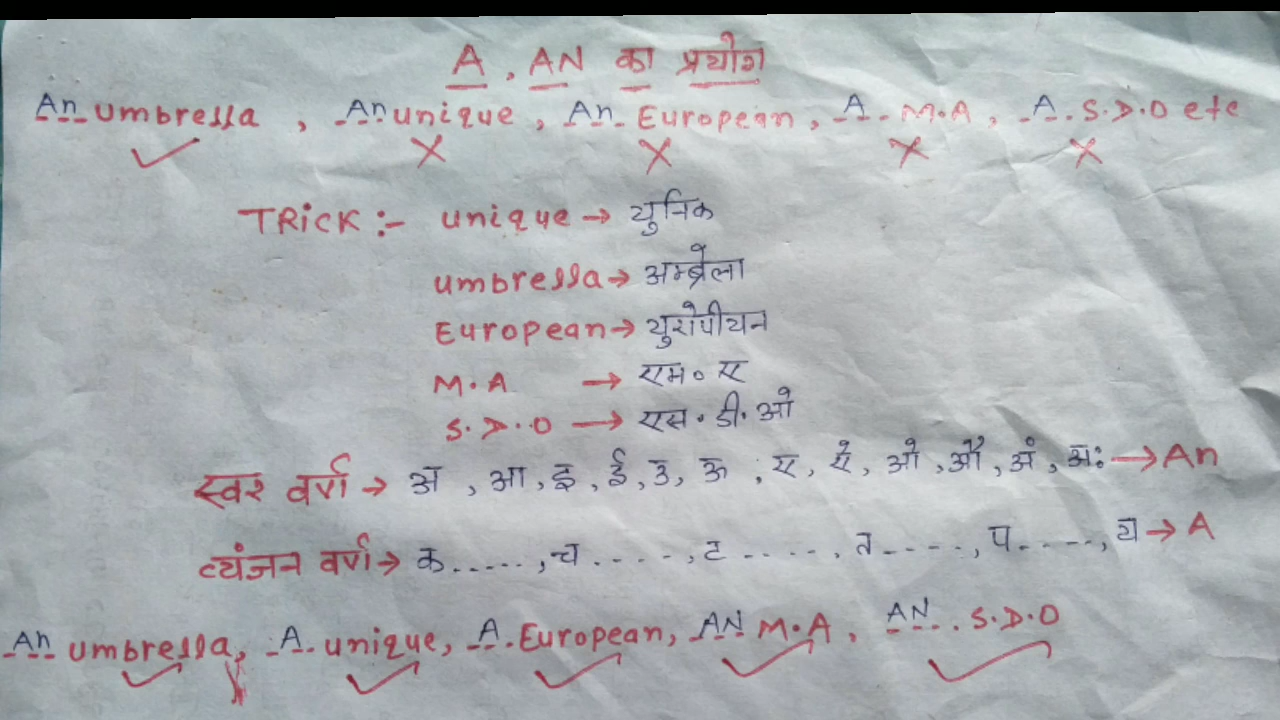 A, AN का प्रयोग
An umbrella, An unique, An European, A M.A, A S.D.O etc
TRiCK :- unique → युनिक
umbrella → अम्ब्रेला
European → युरोपीयन
M.A → एम॰ ए
S.D.O → एस. डी. ओ
स्वर वर्ण → अ, आ, इ, ई, उ, ऊ, ए, ऐ, ओ, औ, अं, अः → An
व्यंजन वर्ण → क....., च....., ट....., त....., प....., य → A
An umbrella, A unique, A European, AN M.A, AN S.D.O